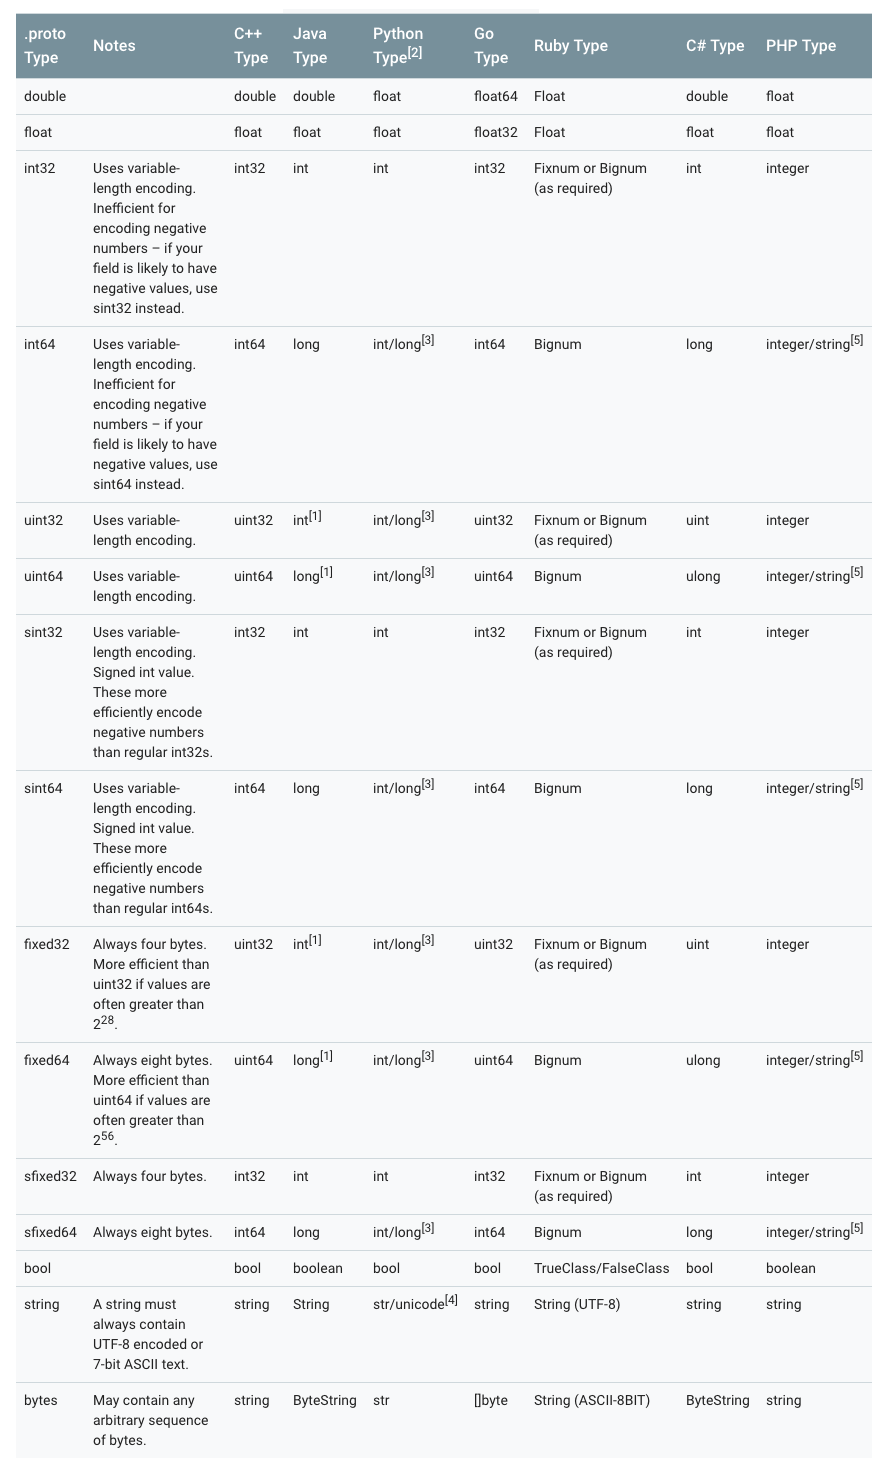 .proto Type Notes C++ Type Java Type Python Type[2] Go Type Ruby Type C# Type PHP Type
double double double float float64 Float double float
float float float float float32 Float float float
int32 Uses variable- int32 int int int32 Fixnum or Bignum int integer
length encoding. (as required)
Inefficient for
encoding negative
numbers – if your
field is likely to have
negative values, use
sint32 instead.
int64 Uses variable- int64 long int/long[3] int64 Bignum long integer/string[5]
length encoding.
Inefficient for
encoding negative
numbers – if your
field is likely to have
negative values, use
sint64 instead.
uint32 Uses variable- uint32 int[1] int/long[3] uint32 Fixnum or Bignum uint integer
length encoding. (as required)
uint64 Uses variable- uint64 long[1] int/long[3] uint64 Bignum ulong integer/string[5]
length encoding.
sint32 Uses variable- int32 int int int32 Fixnum or Bignum int integer
length encoding. (as required)
Signed int value.
These more
efficiently encode
negative numbers
than regular int32s.
sint64 Uses variable- int64 long int/long[3] int64 Bignum long integer/string[5]
length encoding.
Signed int value.
These more
efficiently encode
negative numbers
than regular int64s.
fixed32 Always four bytes. uint32 int[1] int/long[3] uint32 Fixnum or Bignum uint integer
More efficient than (as required)
uint32 if values are
often greater than
2^28.
fixed64 Always eight bytes. uint64 long[1] int/long[3] uint64 Bignum ulong integer/string[5]
More efficient than
uint64 if values are
often greater than
2^56.
sfixed32 Always four bytes. int32 int int int32 Fixnum or Bignum int integer
(as required)
sfixed64 Always eight bytes. int64 long int/long[3] int64 Bignum long integer/string[5]
bool bool boolean bool bool TrueClass/FalseClass bool boolean
string A string must string String str/unicode[4] string String (UTF-8) string string
always contain
UTF-8 encoded or
7-bit ASCII text.
bytes May contain any string ByteString str []byte String (ASCII-8BIT) ByteString string
arbitrary sequence
of bytes.